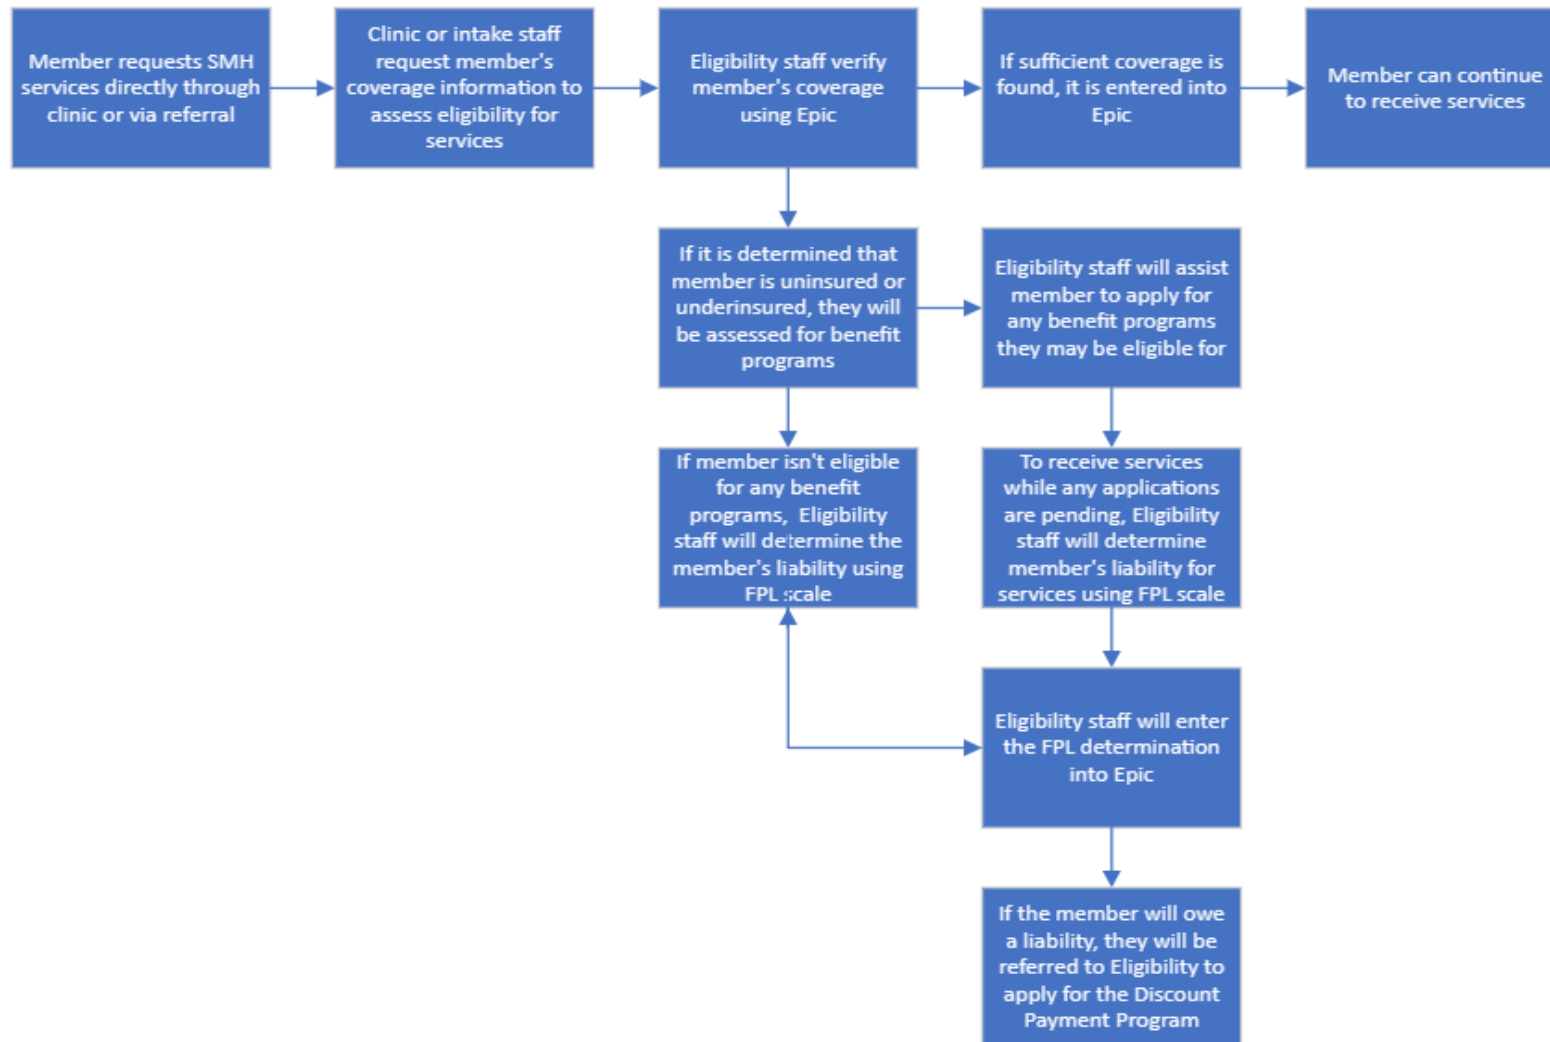 Member requests SMH
services directly through
clinic or via referral
Clinic or intake staff
request member's
coverage information to
assess eligibility for
services
Eligibility staff verify
member's coverage
using Epic
If sufficient coverage is
found, it is entered into
Epic
Member can continue
to receive services
If it is determined that
member is uninsured or
underinsured, they will
be assessed for benefit
programs
Eligibility staff will assist
member to apply for
any benefit programs
they may be eligible for
If member isn't eligible
for any benefit
programs, Eligibility
staff will determine the
member's liability using
FPL scale
To receive services
while any applications
are pending, Eligibility
staff will determine
member's liability for
services using FPL scale
Eligibility staff will enter
the FPL determination
into Epic
If the member will owe
a liability, they will be
referred to Eligibility to
apply for the Discount
Payment Program